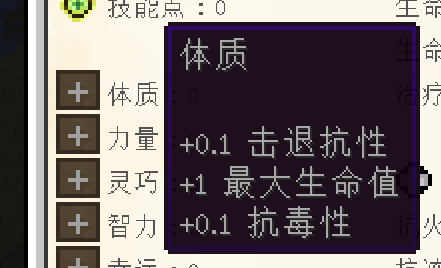 技能点：0
生命
体质
生命
体质：0
治疗
力量
+0.1 击退抗性
灵巧
+1 最大生命值
智力
+0.1 抗毒性
抗火
幸运：0